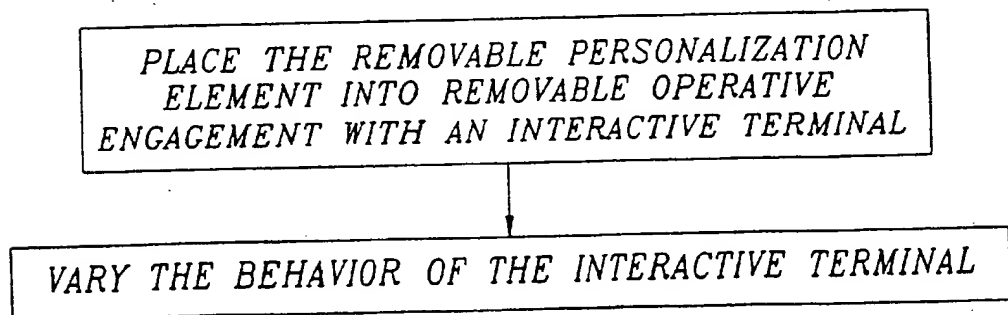 PLACE THE REMOVABLE PERSONALIZATION
ELEMENT INTO REMOVABLE OPERATIVE
ENGAGEMENT WITH AN INTERACTIVE TERMINAL
VARY THE BEHAVIOR OF THE INTERACTIVE TERMINAL